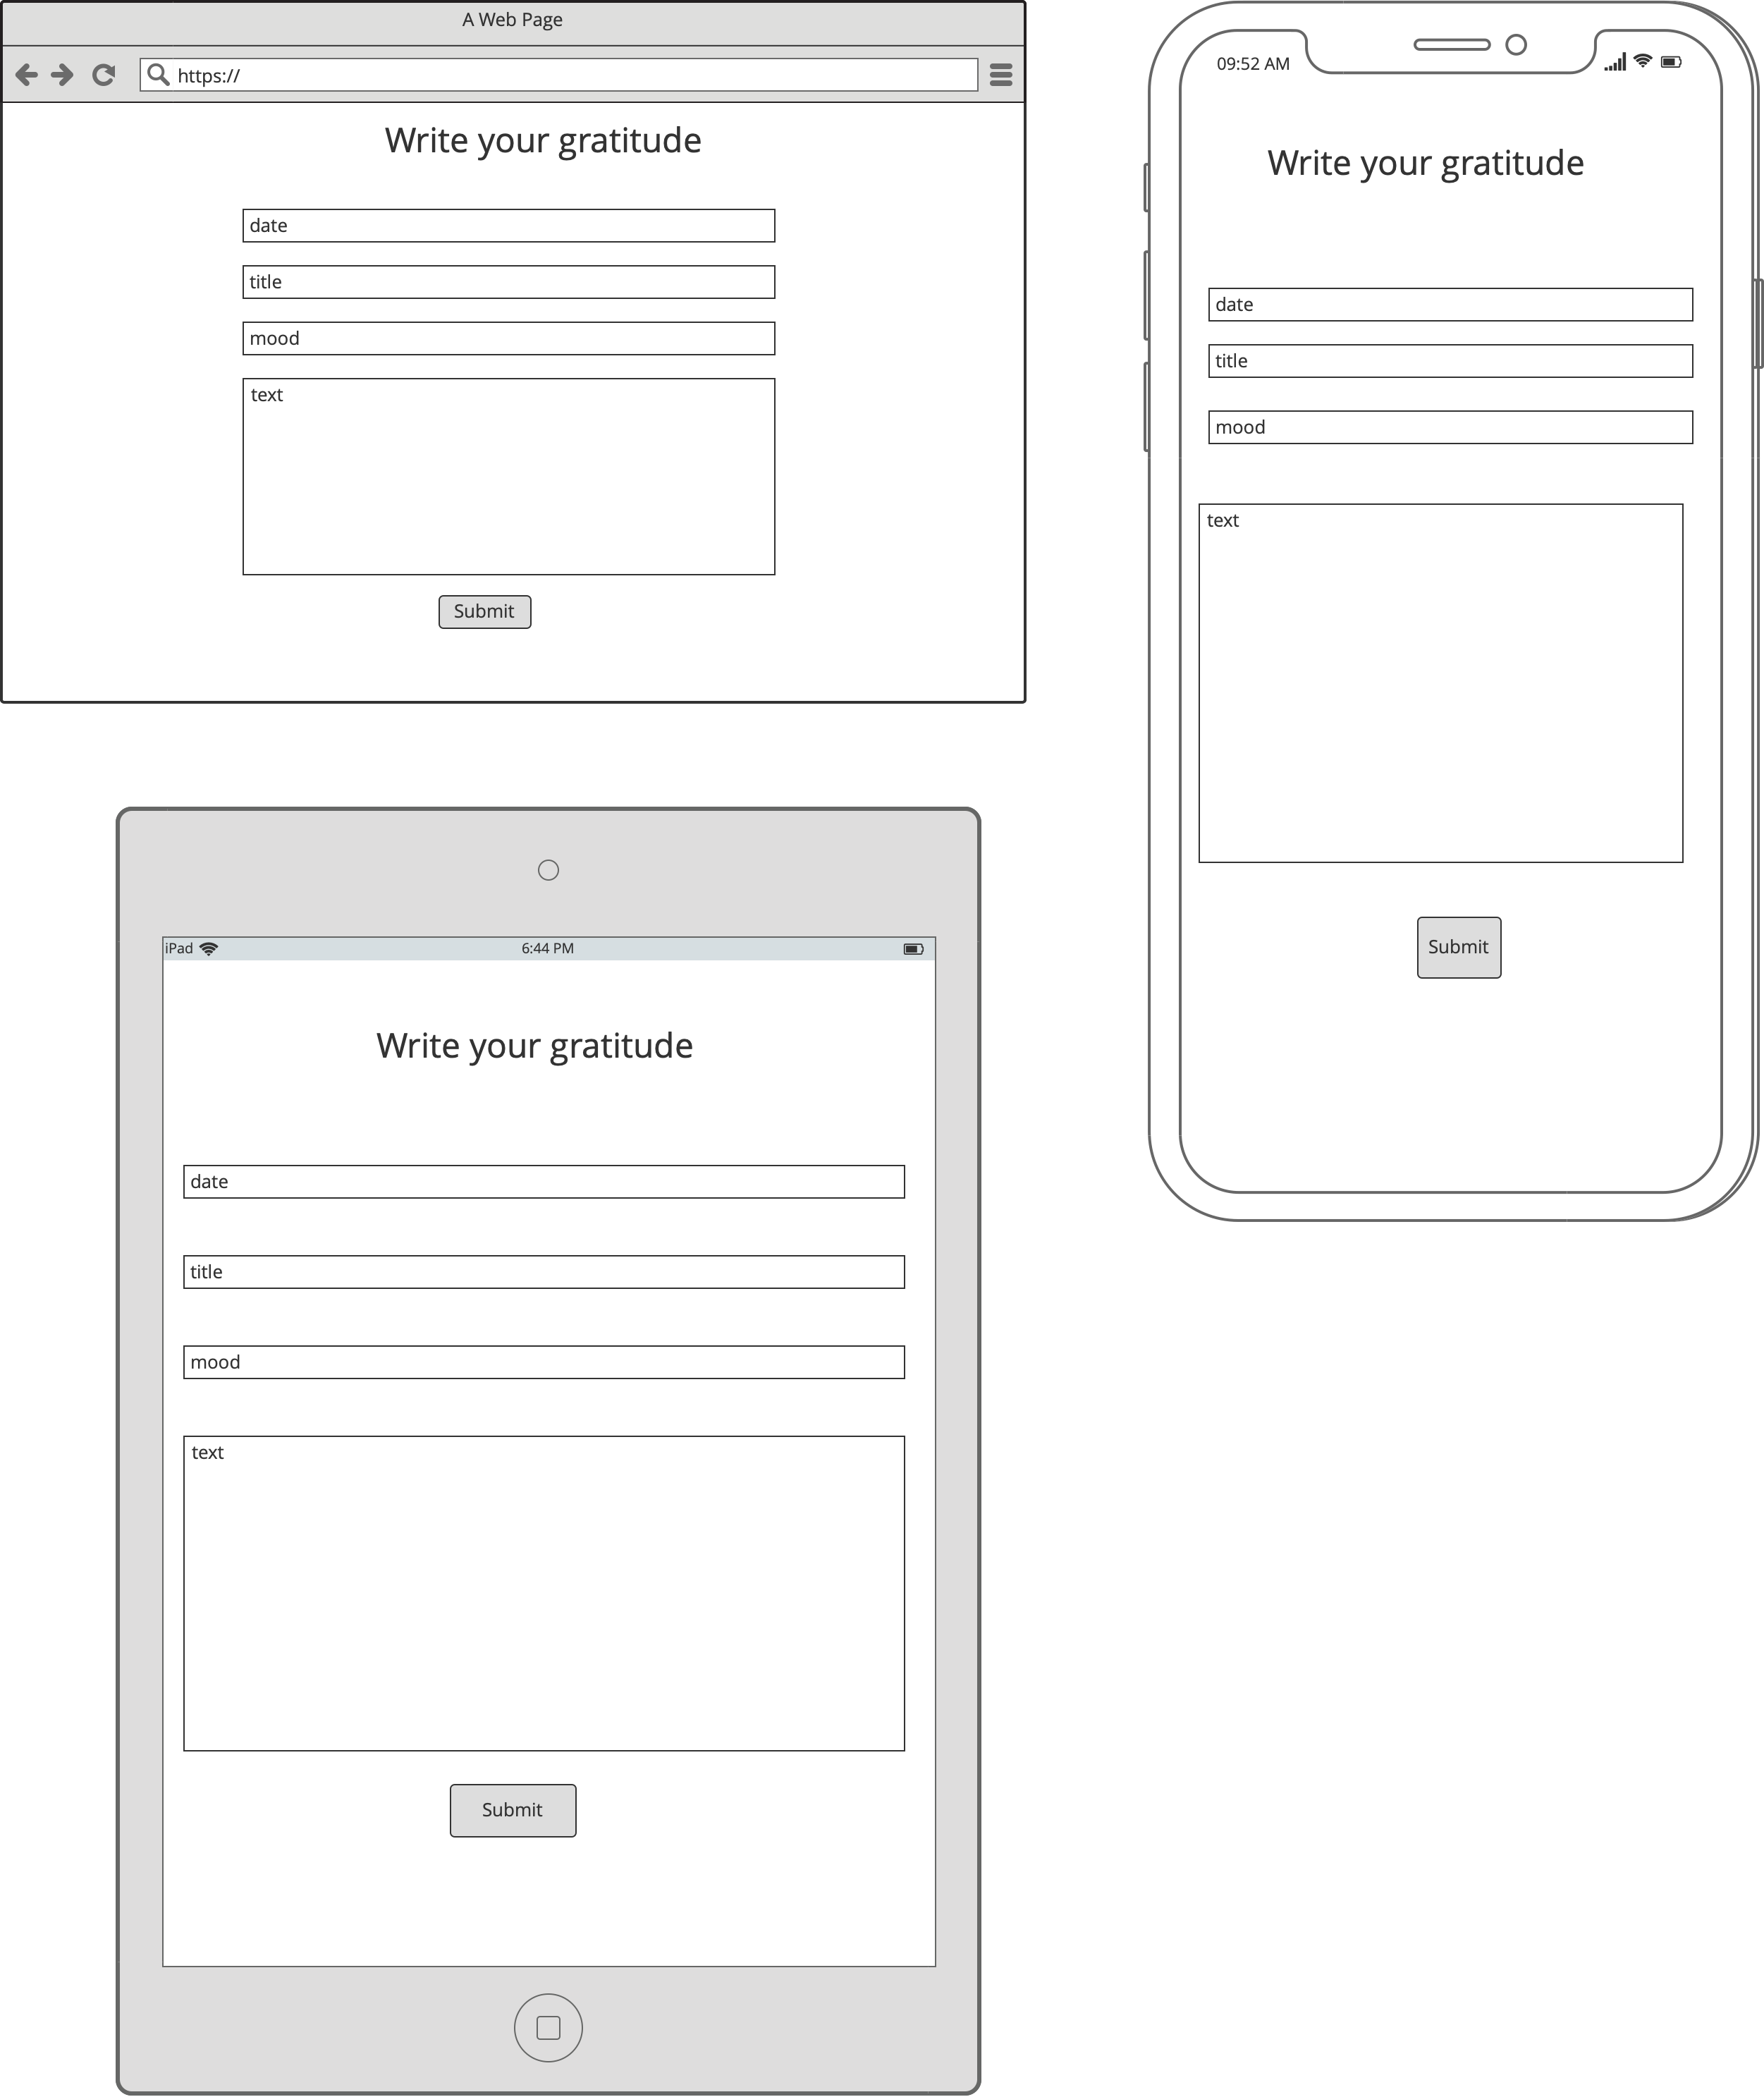 A Web Page
https://
Write your gratitude
date
title
mood
text
Submit
09:52 AM
Write your gratitude
date
title
mood
text
Submit
iPad
6:44 PM
Write your gratitude
date
title
mood
text
Submit